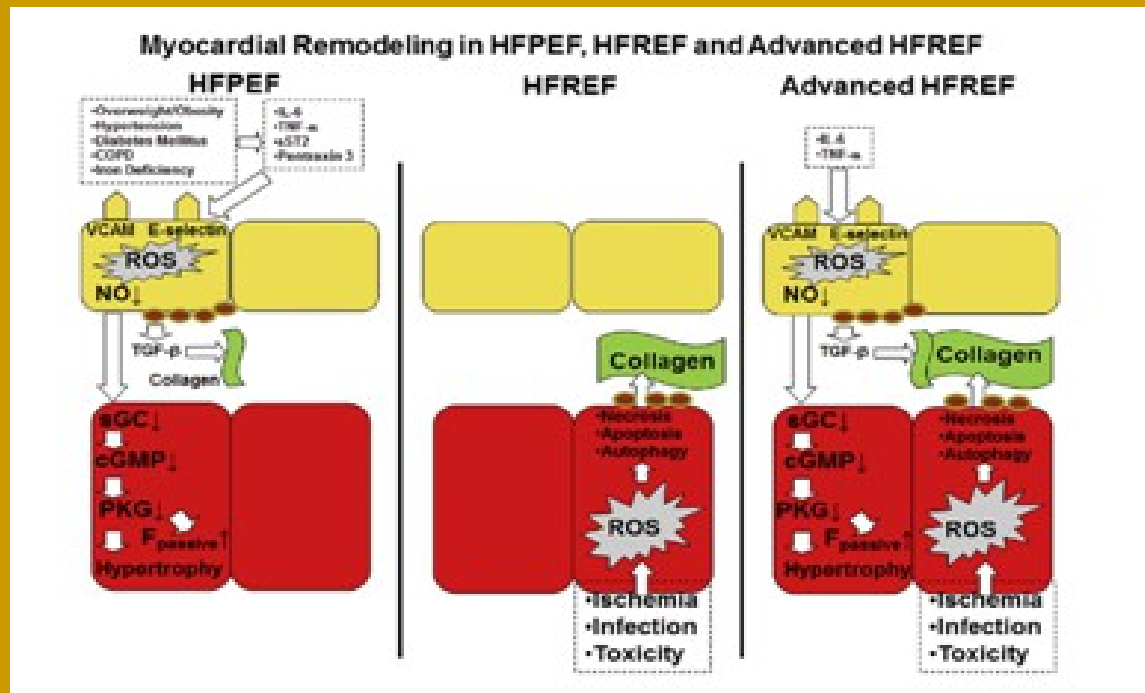 Myocardial Remodeling in HFPEF, HFREF and Advanced HFREF
HFPEF
•Overweight/Obesity
•Hypertension
•Diabetes Mellitus
•COPD
•Iron Deficiency
•IL-6
•TNF-α
•sST2
•Pentraxin 3
VCAM E-selectin
ROS
NO↓
TGF-β
Collagen
sGC↓
cGMP↓
PKG↓
Fpassive↑
Hypertrophy
HFREF
Collagen
•Necrosis
•Apoptosis
•Autophagy
ROS
•Ischemia
•Infection
•Toxicity
Advanced HFREF
•IL-6
•TNF-α
VCAM E-selectin
ROS
NO↓
TGF-β
Collagen
sGC↓
cGMP↓
PKG↓
Fpassive↑
Hypertrophy
•Necrosis
•Apoptosis
•Autophagy
ROS
•Ischemia
•Infection
•Toxicity